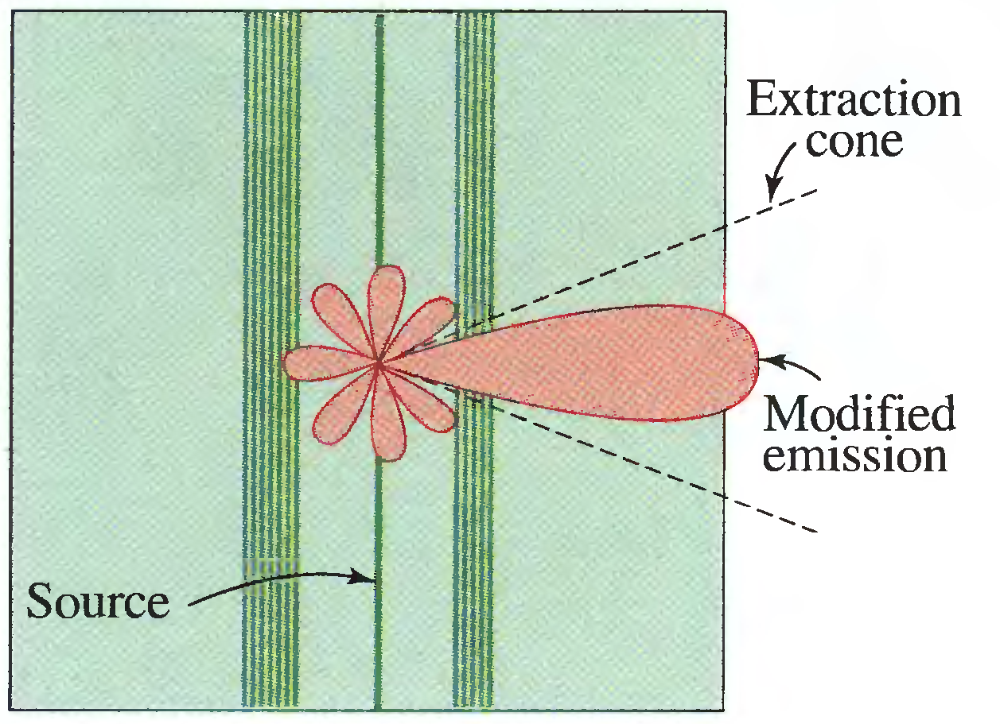 Extraction
cone
Modified
emission
Source